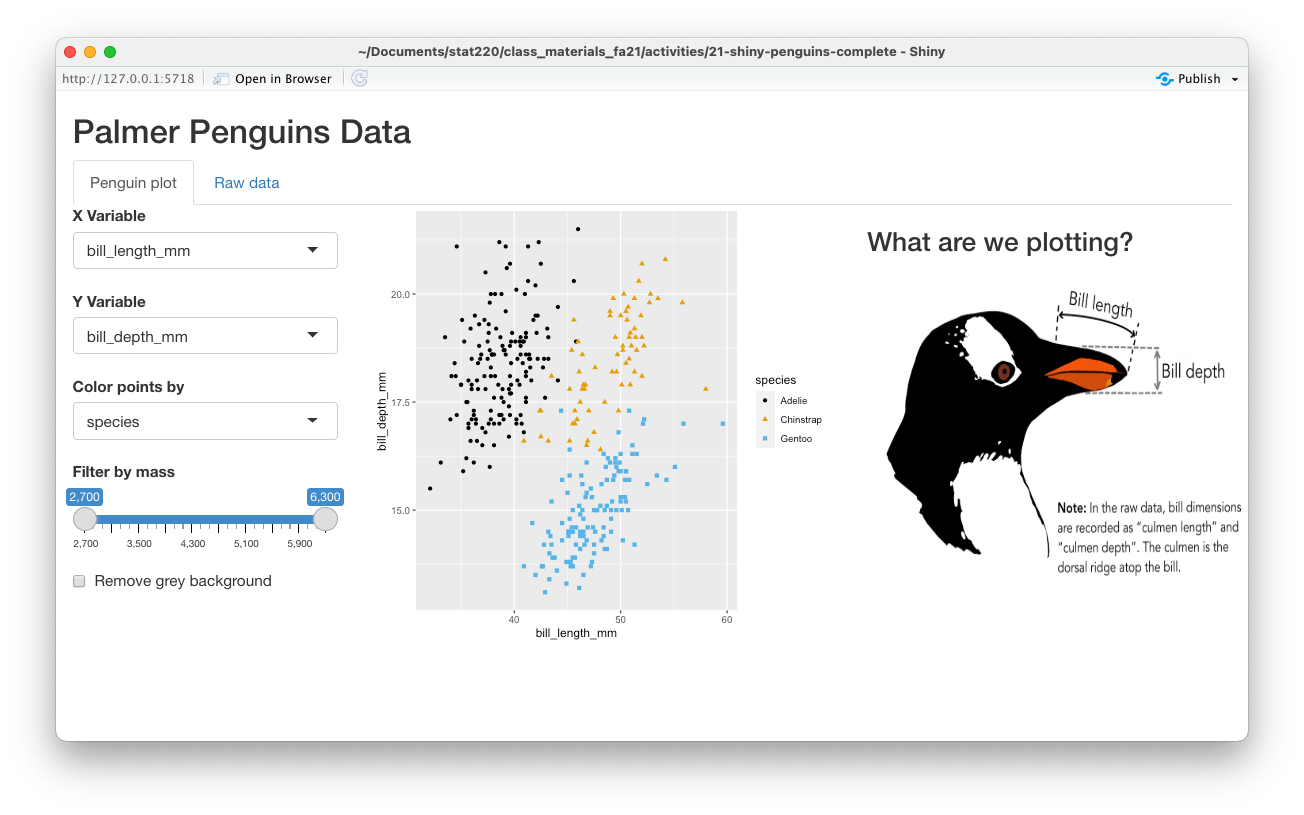 ~/Documents/stat220/class_materials_fa21/activities/21-shiny-penguins-complete - Shiny
http://127.0.0.1:5718
Open in Browser
Publish
Palmer Penguins Data
Penguin plot
Raw data
X Variable
bill_length_mm
Y Variable
bill_depth_mm
Color points by
species
Filter by mass
2,700
6,300
2,700
3,500
4,300
5,100
5,900
Remove grey background
bill_depth_mm
20.0
17.5
15.0
40
50
60
bill_length_mm
species
Adelie
Chinstrap
Gentoo
What are we plotting?
Bill length
Bill depth
Note: In the raw data, bill dimensions
are recorded as “culmen length” and
“culmen depth”. The culmen is the
dorsal ridge atop the bill.